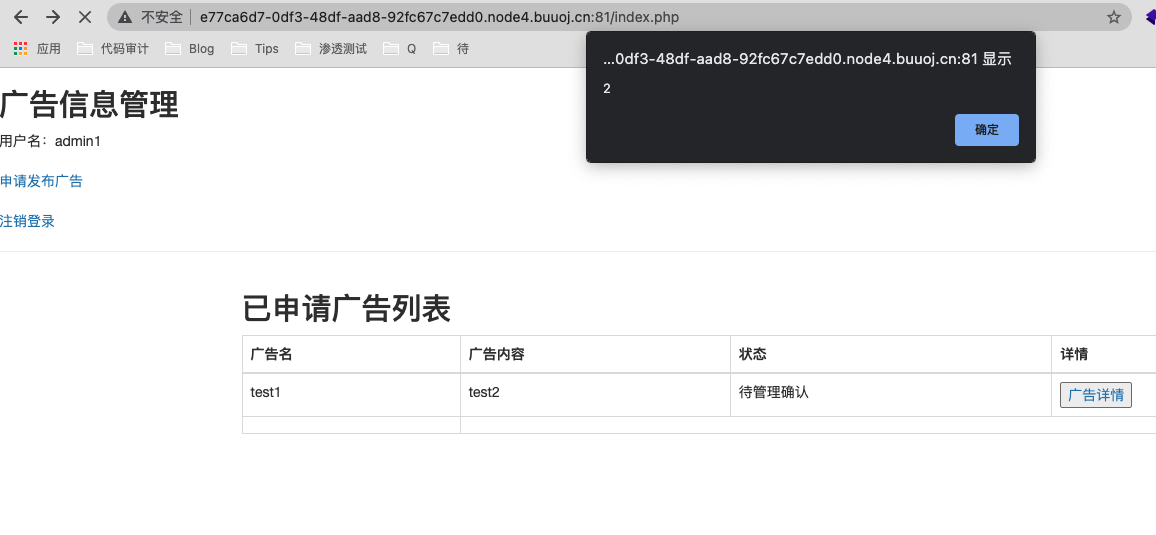 不安全 e77ca6d7-0df3-48df-aad8-92fc67c7edd0.node4.buuoj.cn:81/index.php
应用 代码审计 Blog Tips 渗透测试 Q 待
...0df3-48df-aad8-92fc67c7edd0.node4.buuoj.cn:81 显示
2
确定
广告信息管理
用户名：admin1
申请发布广告
注销登录
已申请广告列表
广告名 广告内容 状态 详情
test1 test2 待管理确认 广告详情